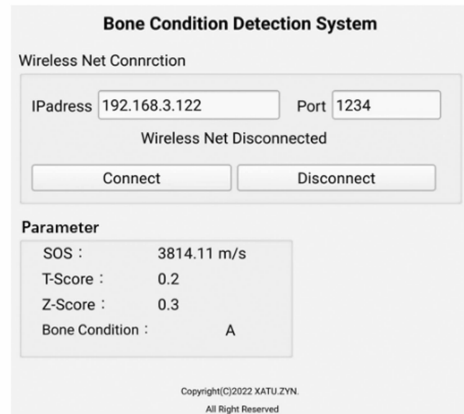 Bone Condition Detection System
Wireless Net Connrction
IPadress 192.168.3.122 Port 1234
Wireless Net Disconnected
Connect Disconnect
Parameter
SOS： 3814.11 m/s
T-Score： 0.2
Z-Score： 0.3
Bone Condition： A
Copyright(C)2022 XATU.ZYN.
All Right Reserved